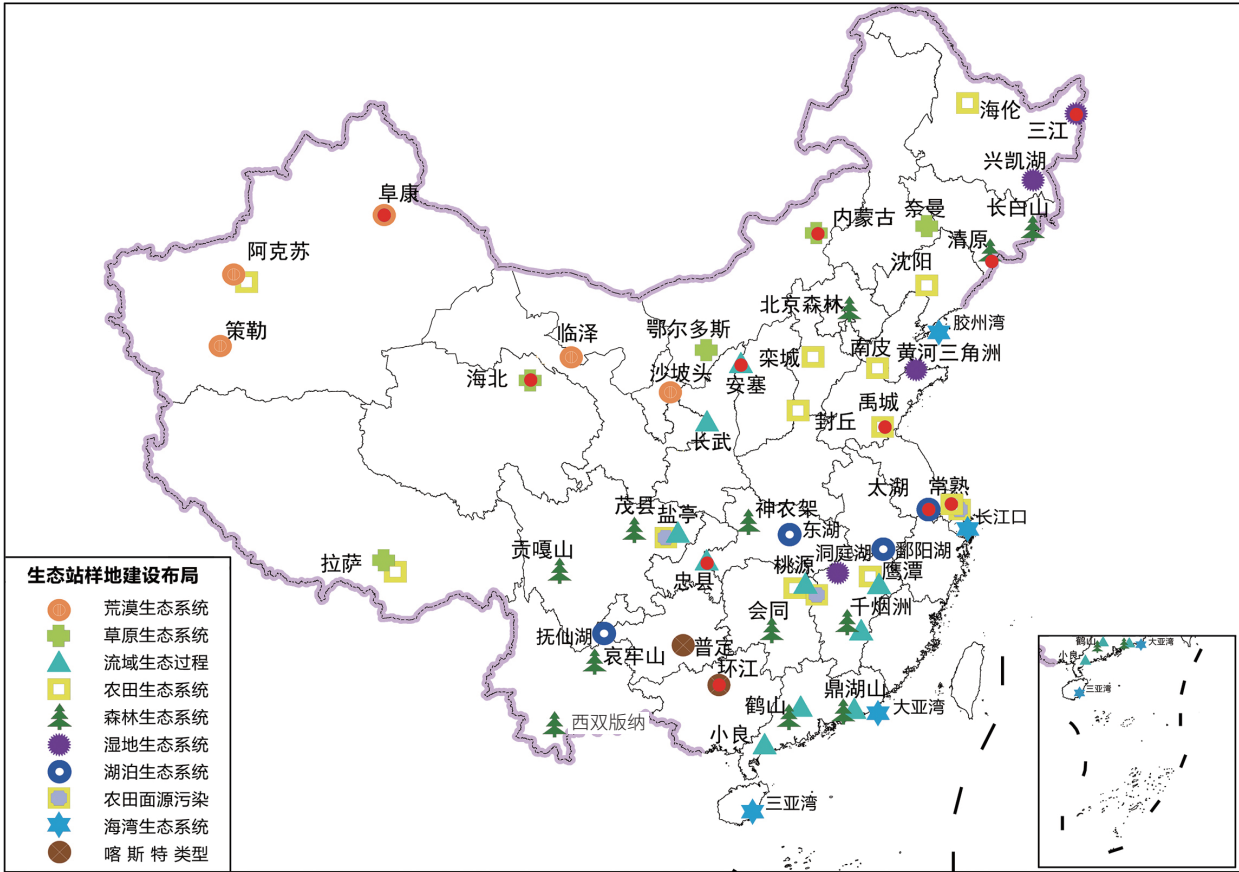 海伦
三江
兴凯湖
阜康
内蒙古
奈曼
长白山
清原
阿克苏
沈阳
北京森林
胶州湾
策勒
临泽
鄂尔多斯
栾城
南皮
黄河三角洲
海北
沙坡头
安塞
禹城
封丘
长武
太湖
常熟
长江口
茂县
盐亭
神农架
东湖
洞庭湖
鄱阳湖
贡嘎山
拉萨
忠县
桃源
鹰潭
会同
千烟洲
抚仙湖
哀牢山
普定
环江
鹤山
鼎湖山
大亚湾
西双版纳
小良
三亚湾
生态站样地建设布局
荒漠生态系统
草原生态系统
流域生态过程
农田生态系统
森林生态系统
湿地生态系统
湖泊生态系统
农田面源污染
海湾生态系统
喀 斯 特 类型
鹤山
大亚湾
小良
三亚湾